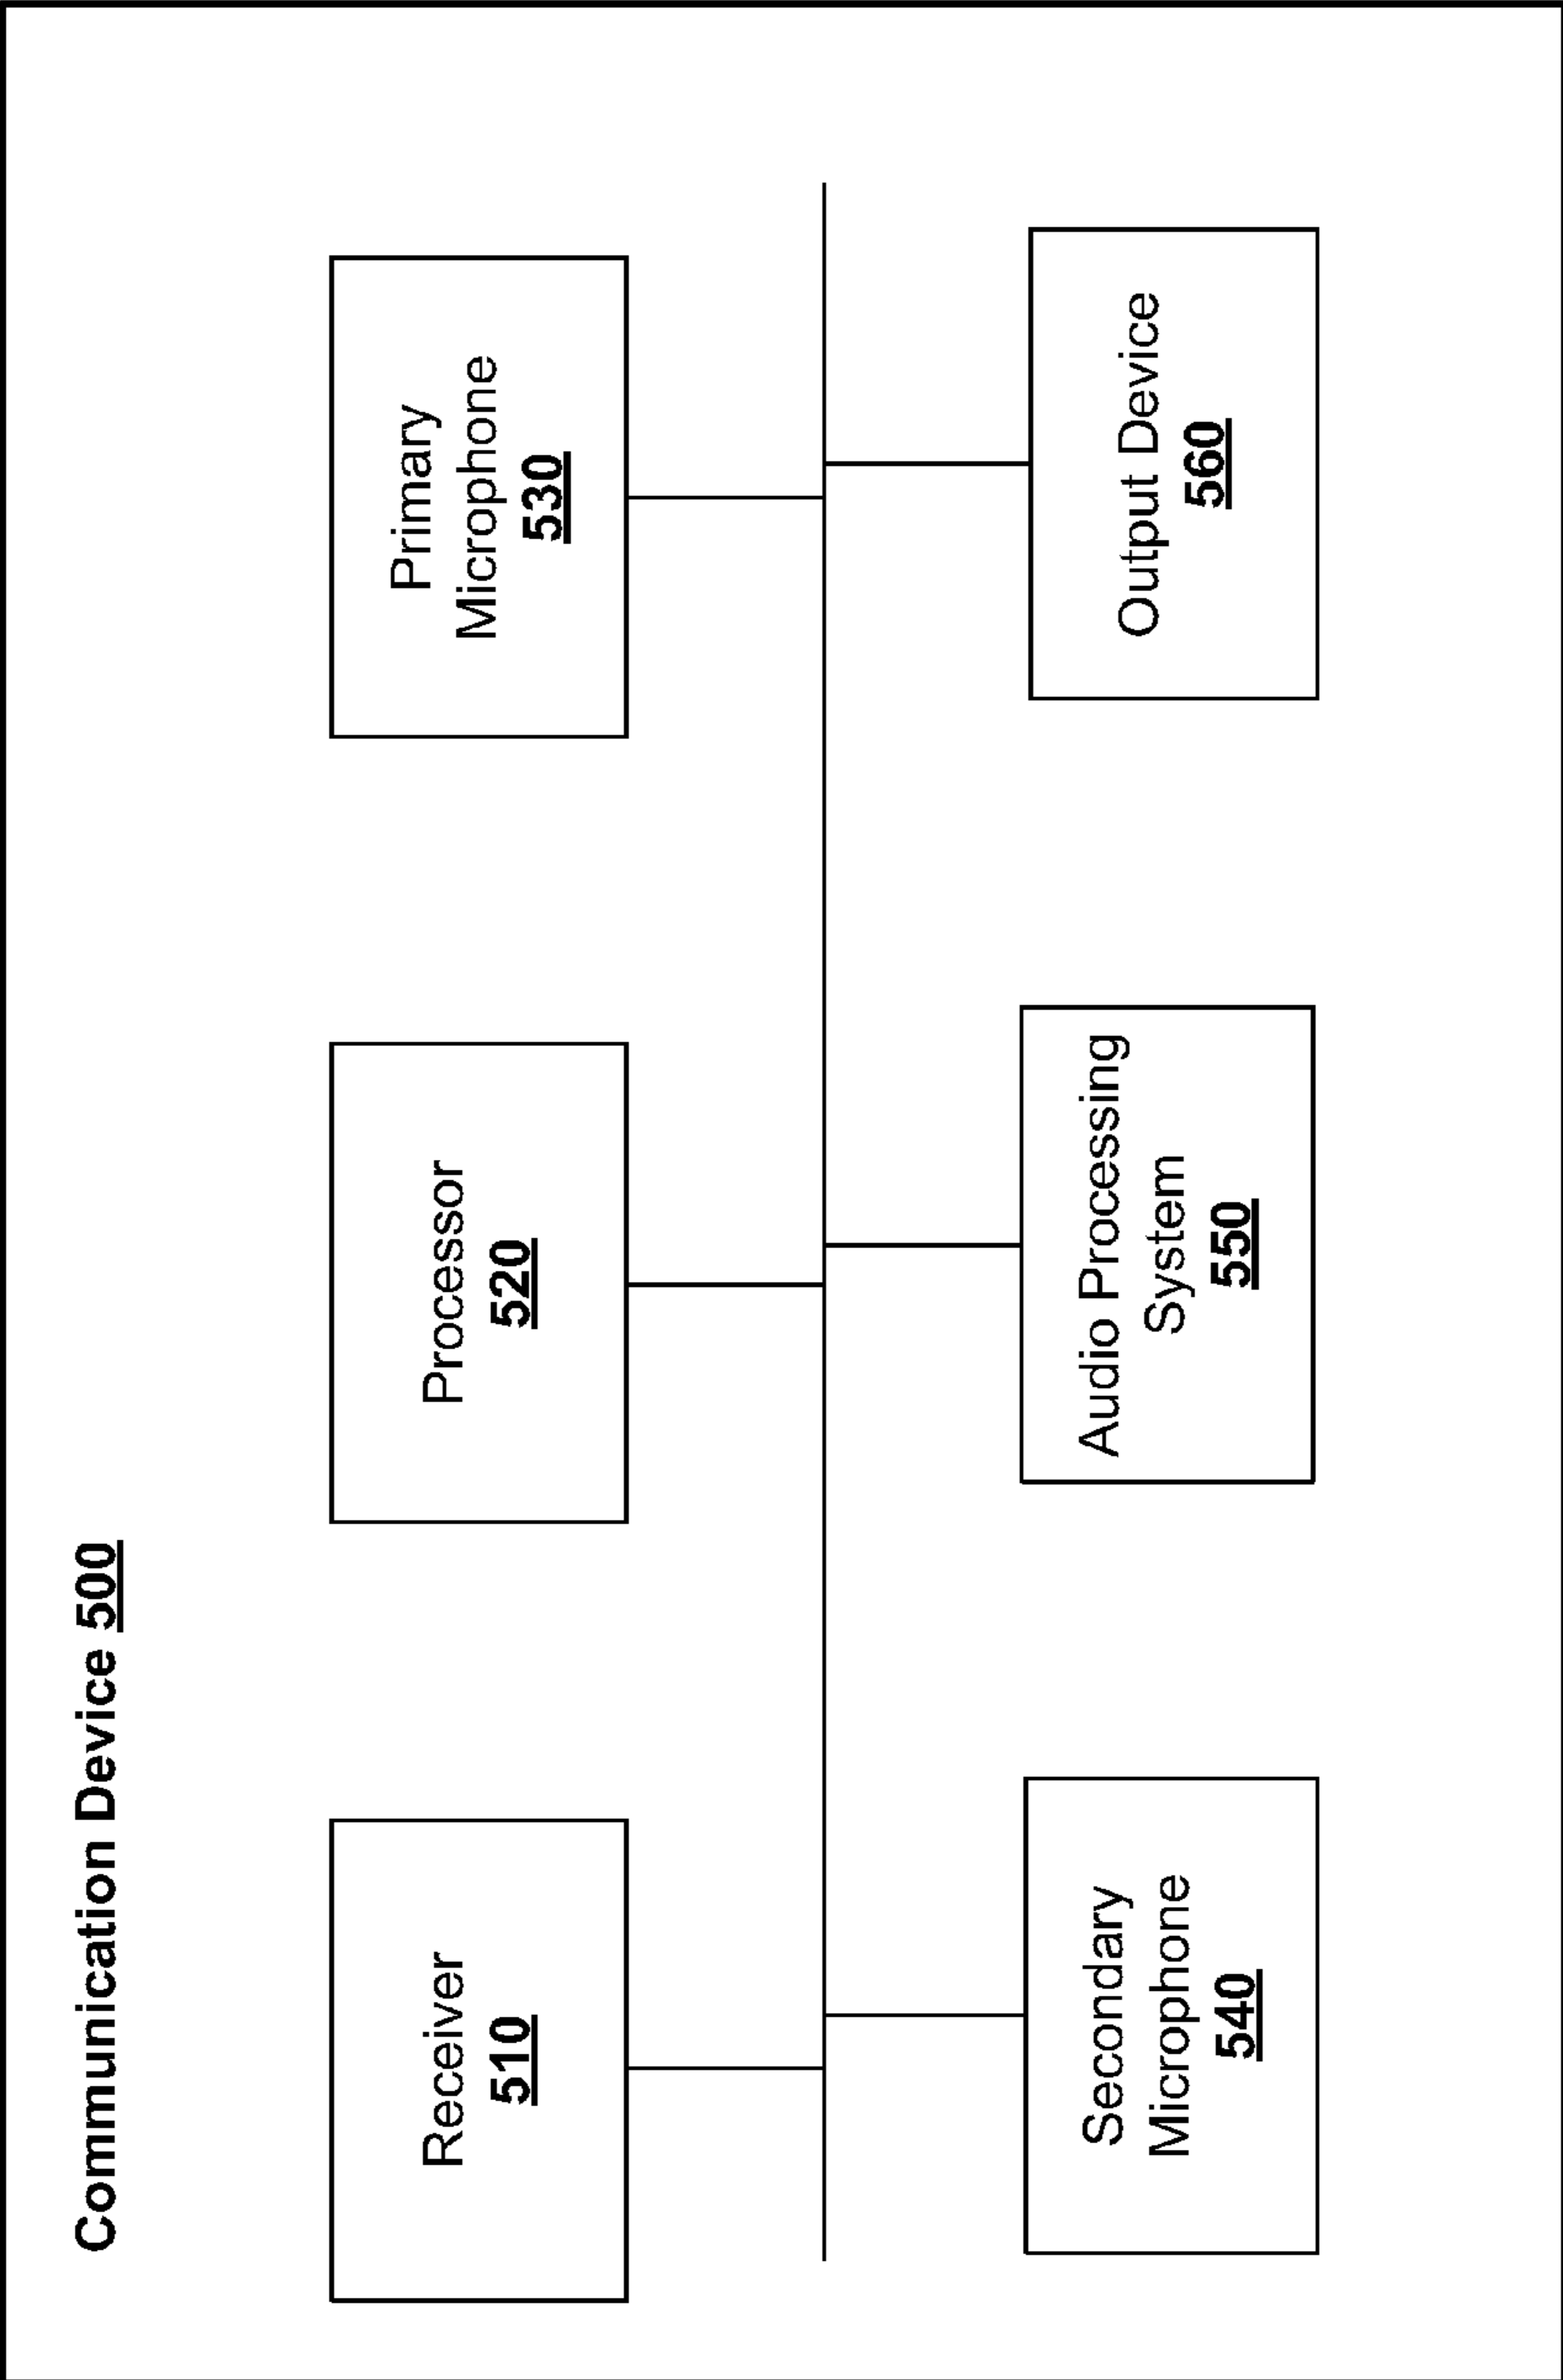 Communication Device 500
Receiver
510
Processor
520
Primary
Microphone
530
Secondary
Microphone
540
Audio Processing
System
550
Output Device
560